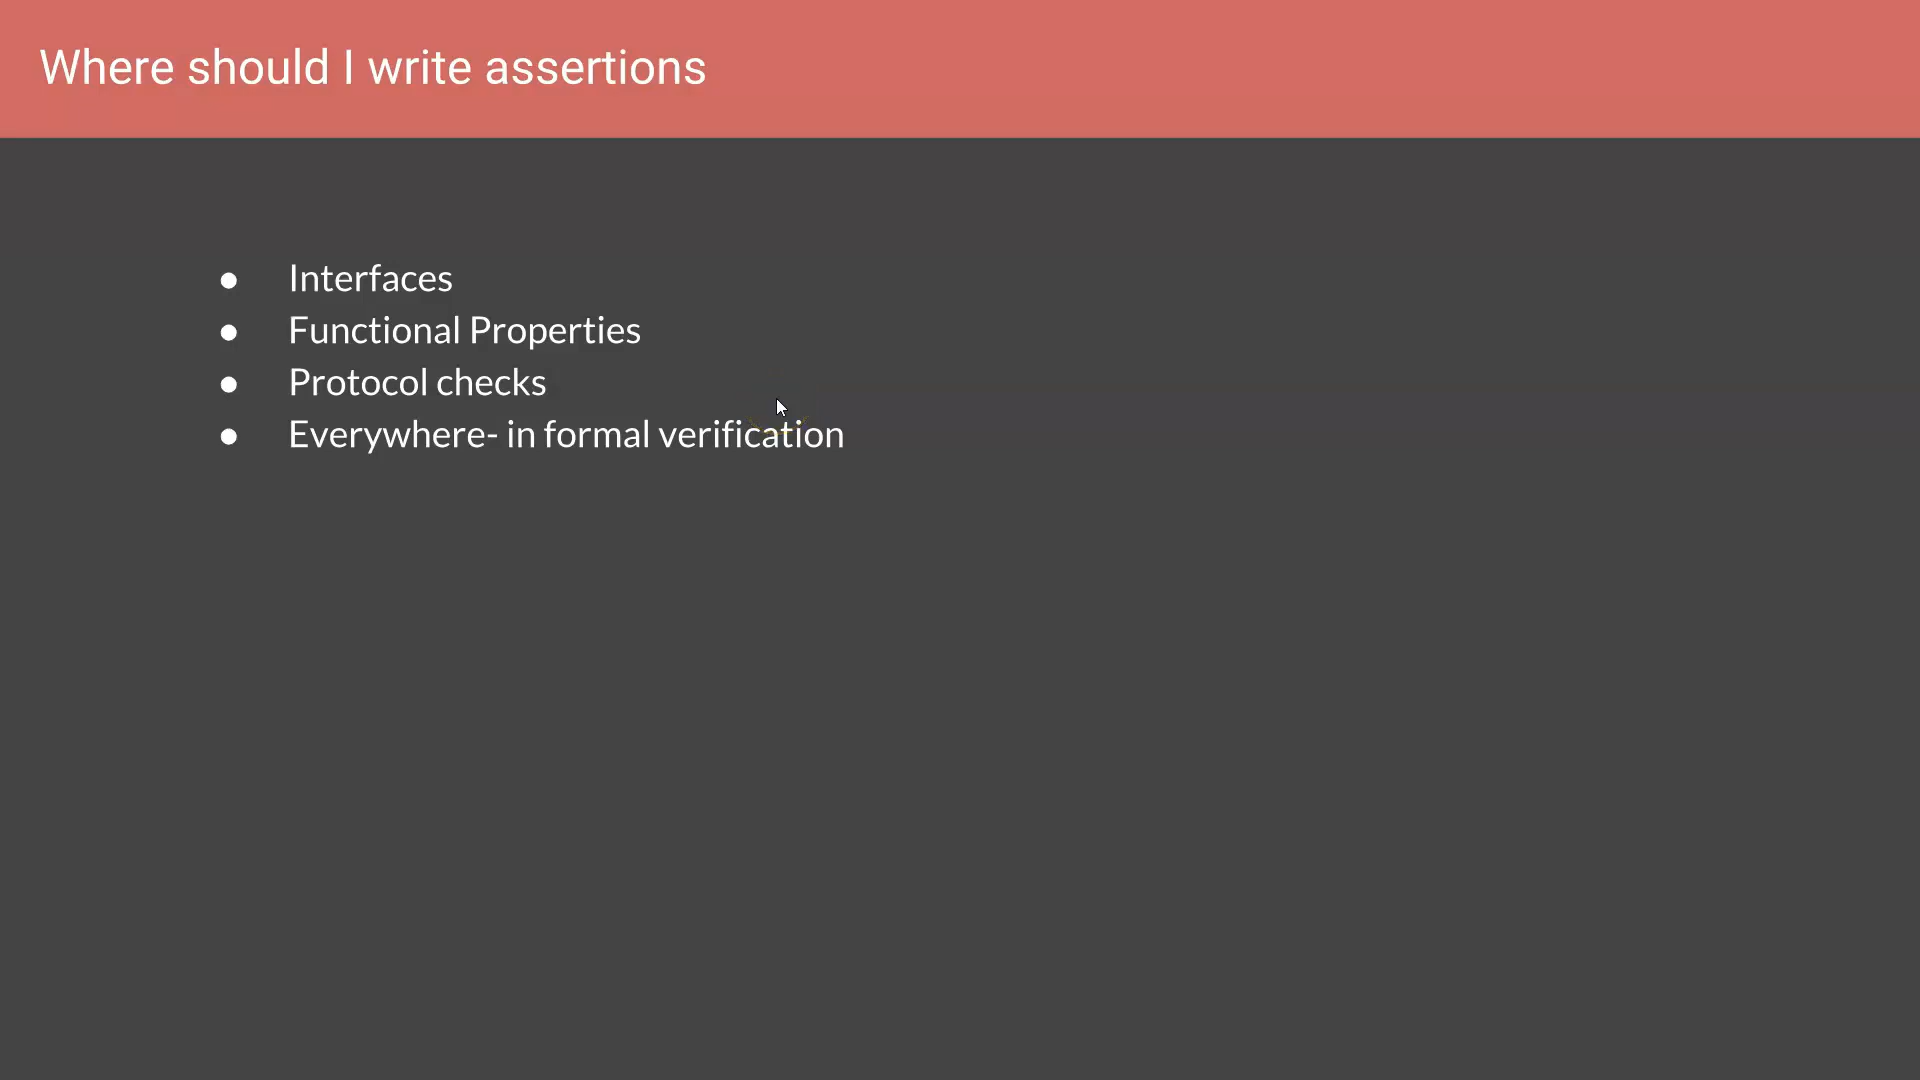 Where should I write assertions
● Interfaces
● Functional Properties
● Protocol checks
● Everywhere- in formal verification